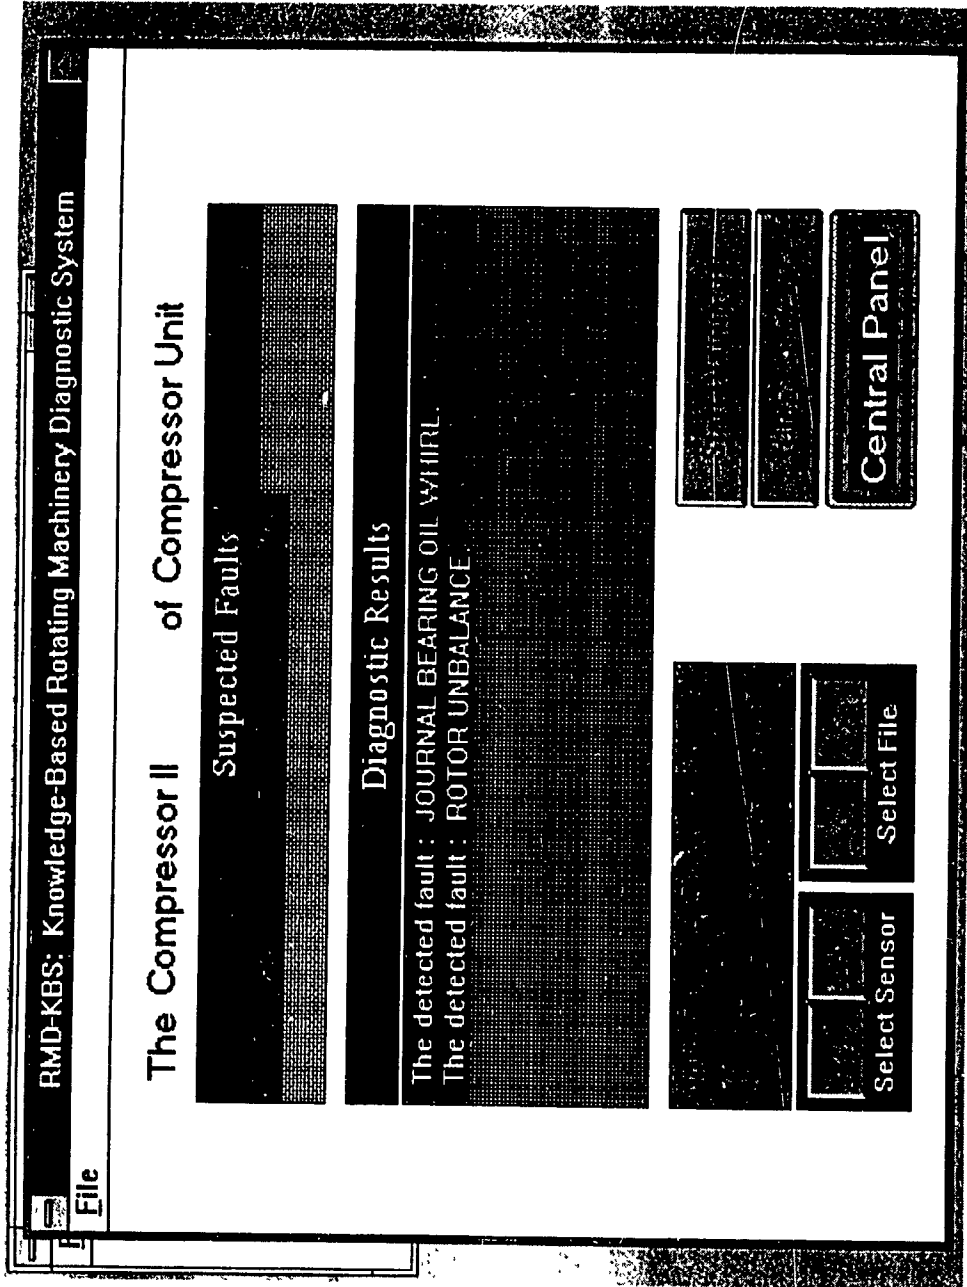 RMD-KBS: Knowledge-Based Rotating Machinery Diagnostic System
File
The Compressor II of Compressor Unit
Suspected Faults
Diagnostic Results
The detected fault : JOURNAL BEARING OIL WHIRL.
The detected fault : ROTOR UNBALANCE.
Select Sensor
Select File
Central Panel